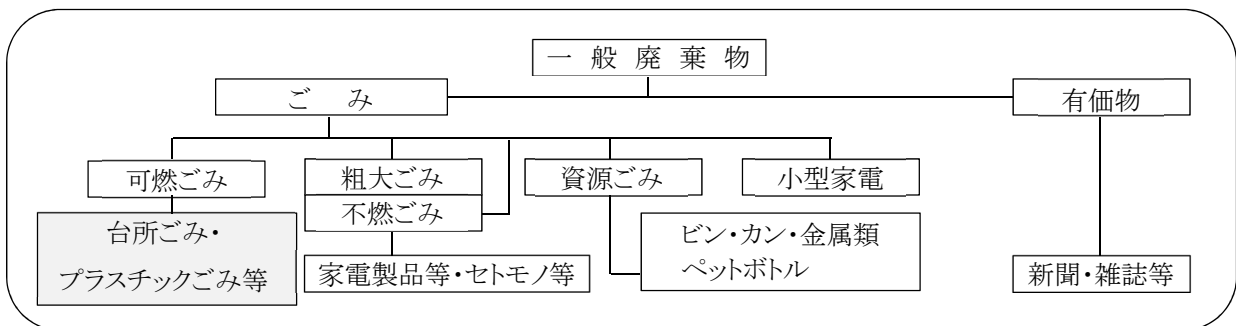 一般廃棄物
ごみ
有価物
可燃ごみ
粗大ごみ
資源ごみ
小型家電
不燃ごみ
台所ごみ・
プラスチックごみ等
家電製品等・セトモノ等
ビン・カン・金属類
ペットボトル
新聞・雑誌等